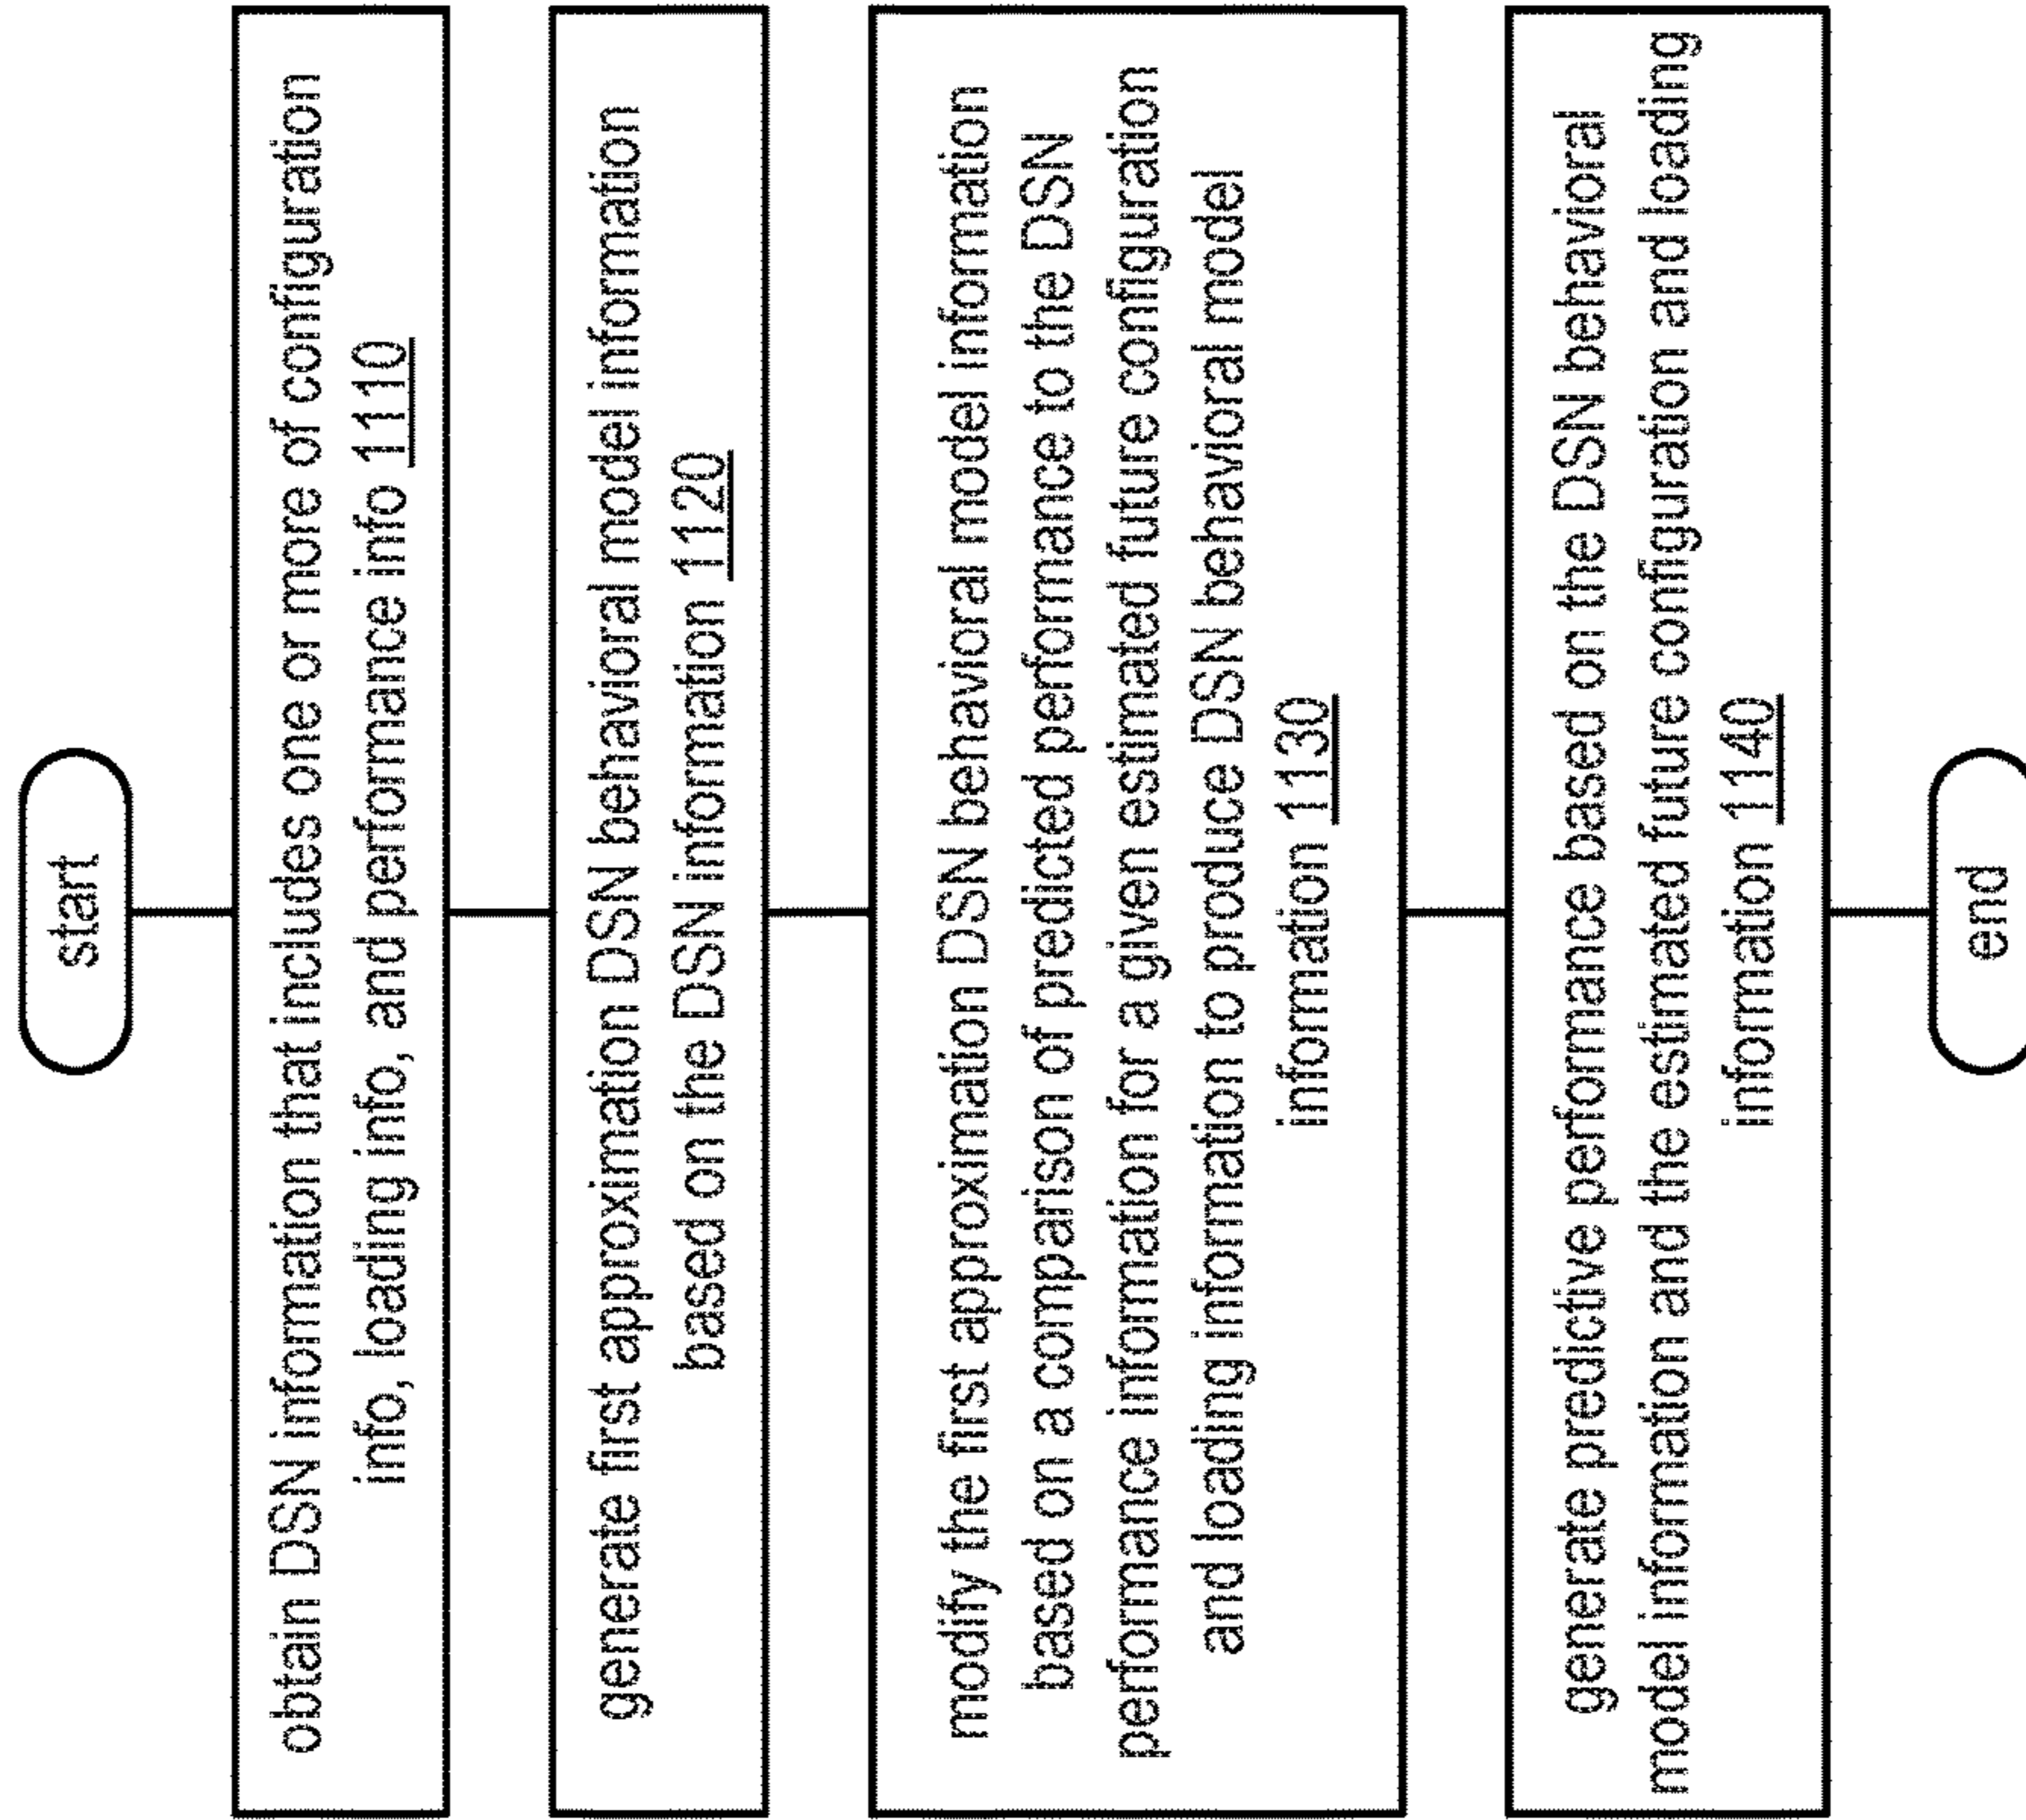 start
obtain DSN information that includes one or more of configuration
info, loading info, and performance info 1110
generate first approximation DSN behavioral model information
based on the DSN information 1120
modify the first approximation DSN behavioral model information
based on a comparison of predicted performance to the DSN
performance information for a given estimated future configuration
and loading information to produce DSN behavioral model
information 1130
generate predictive performance based on the DSN behavioral
model information and the estimated future configuration and loading
information 1140
end